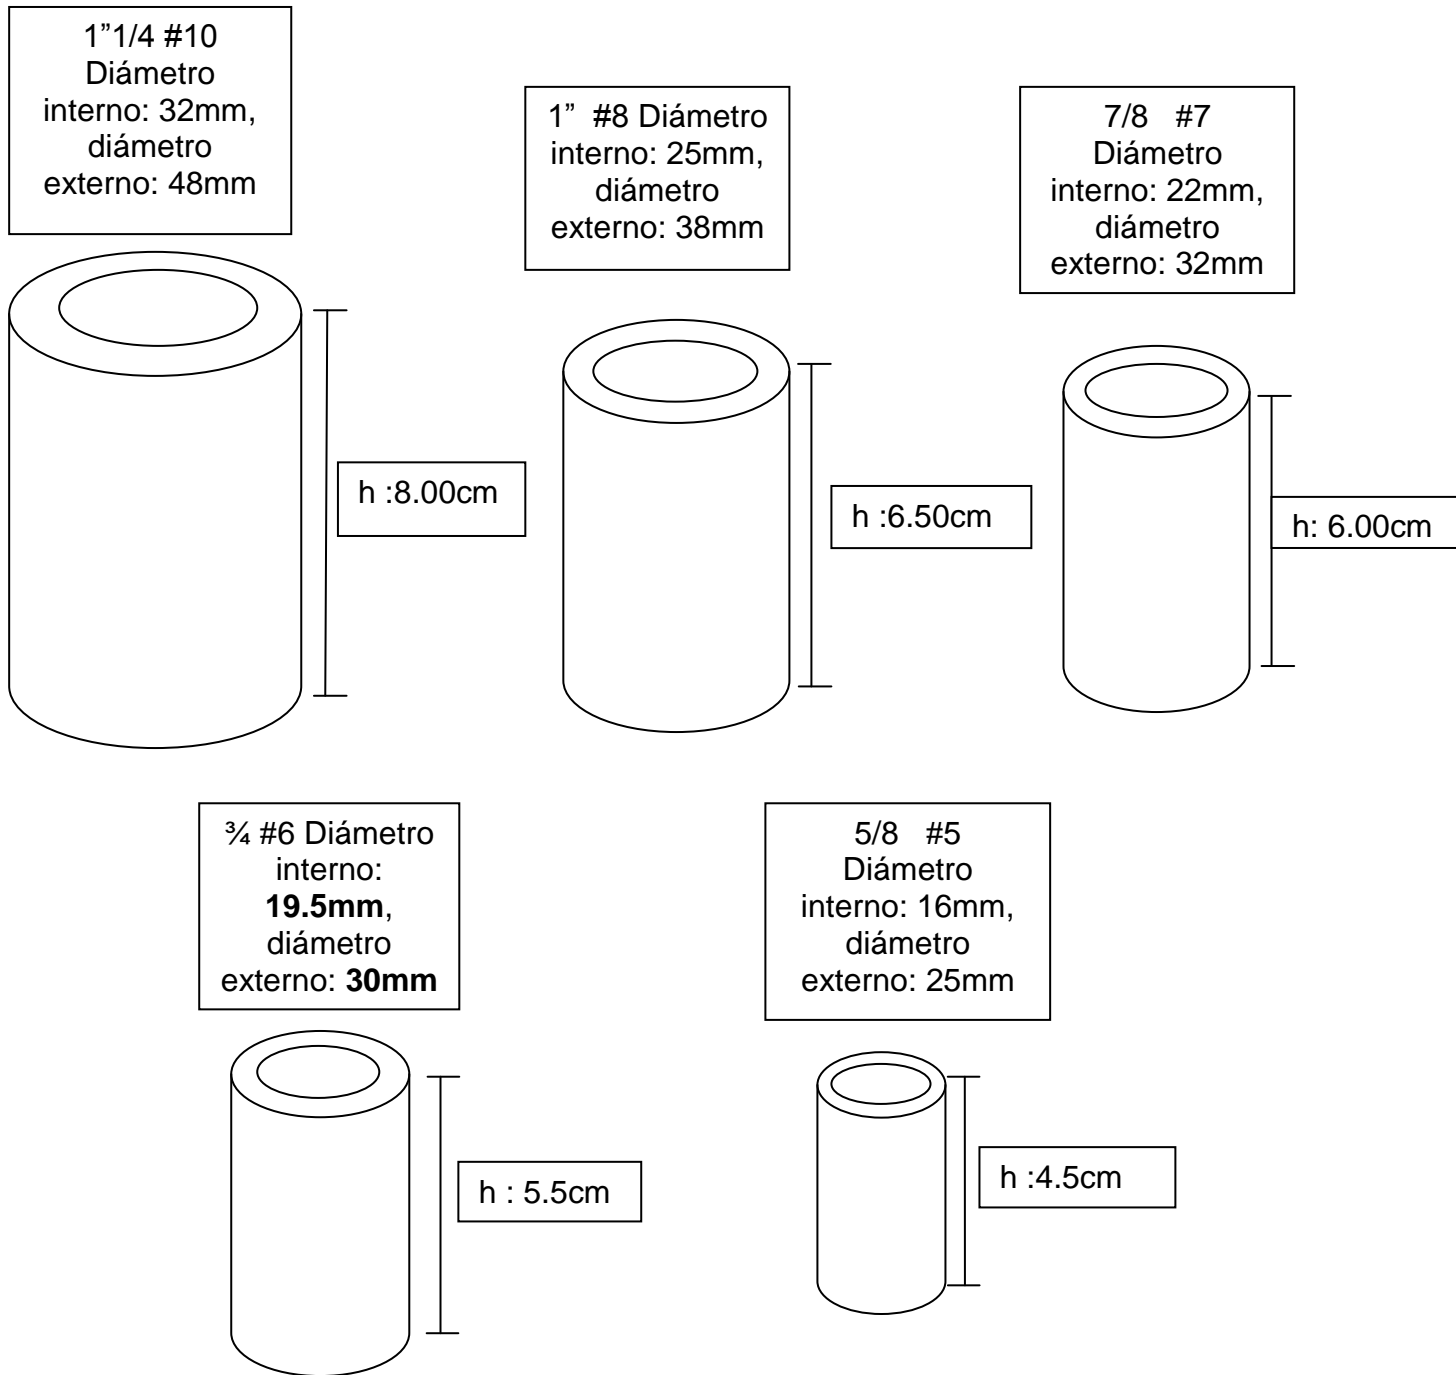 1”1/4 #10
Diámetro
interno: 32mm,
diámetro
externo: 48mm
1”  #8 Diámetro
interno: 25mm,
diámetro
externo: 38mm
7/8   #7
Diámetro
interno: 22mm,
diámetro
externo: 32mm
h :8.00cm
h :6.50cm
h: 6.00cm
¾ #6 Diámetro
interno:
19.5mm,
diámetro
externo: 30mm
5/8   #5
Diámetro
interno: 16mm,
diámetro
externo: 25mm
h : 5.5cm
h :4.5cm